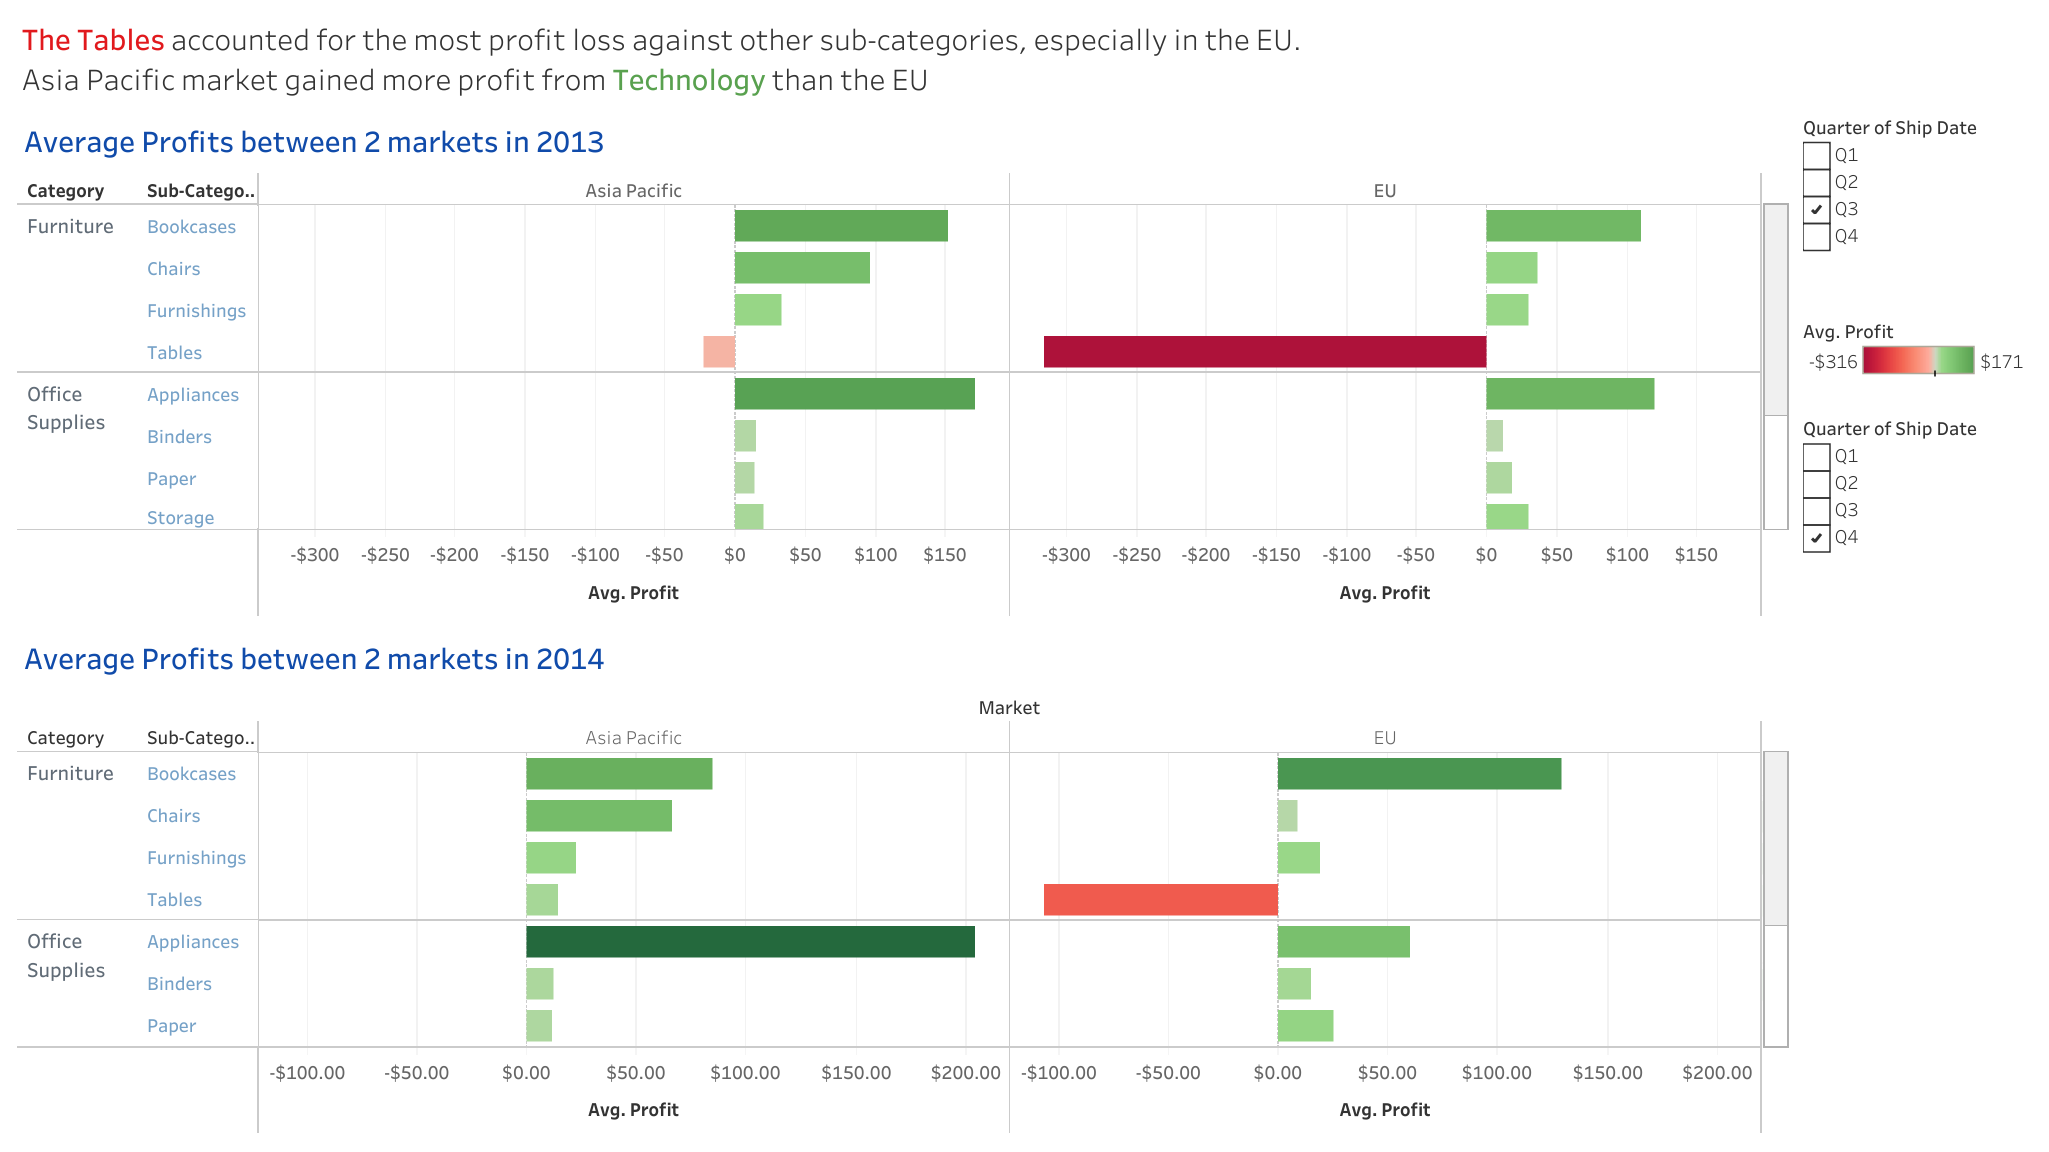 The Tables accounted for the most profit loss against other sub-categories, especially in the EU.
Asia Pacific market gained more profit from Technology than the EU
Average Profits between 2 markets in 2013
Category Sub-Catego.. Asia Pacific EU
Furniture Bookcases
Chairs
Furnishings
Tables
Office Supplies Appliances
Binders
Paper
Storage
-$300 -$250 -$200 -$150 -$100 -$50 $0 $50 $100 $150 -$300 -$250 -$200 -$150 -$100 -$50 $0 $50 $100 $150
Avg. Profit Avg. Profit
Quarter of Ship Date
Q1
Q2
Q3
Q4
Avg. Profit
-$316 $171
Quarter of Ship Date
Q1
Q2
Q3
Q4
Average Profits between 2 markets in 2014
Market
Category Sub-Catego.. Asia Pacific EU
Furniture Bookcases
Chairs
Furnishings
Tables
Office Supplies Appliances
Binders
Paper
-$100.00 -$50.00 $0.00 $50.00 $100.00 $150.00 $200.00 -$100.00 -$50.00 $0.00 $50.00 $100.00 $150.00 $200.00
Avg. Profit Avg. Profit